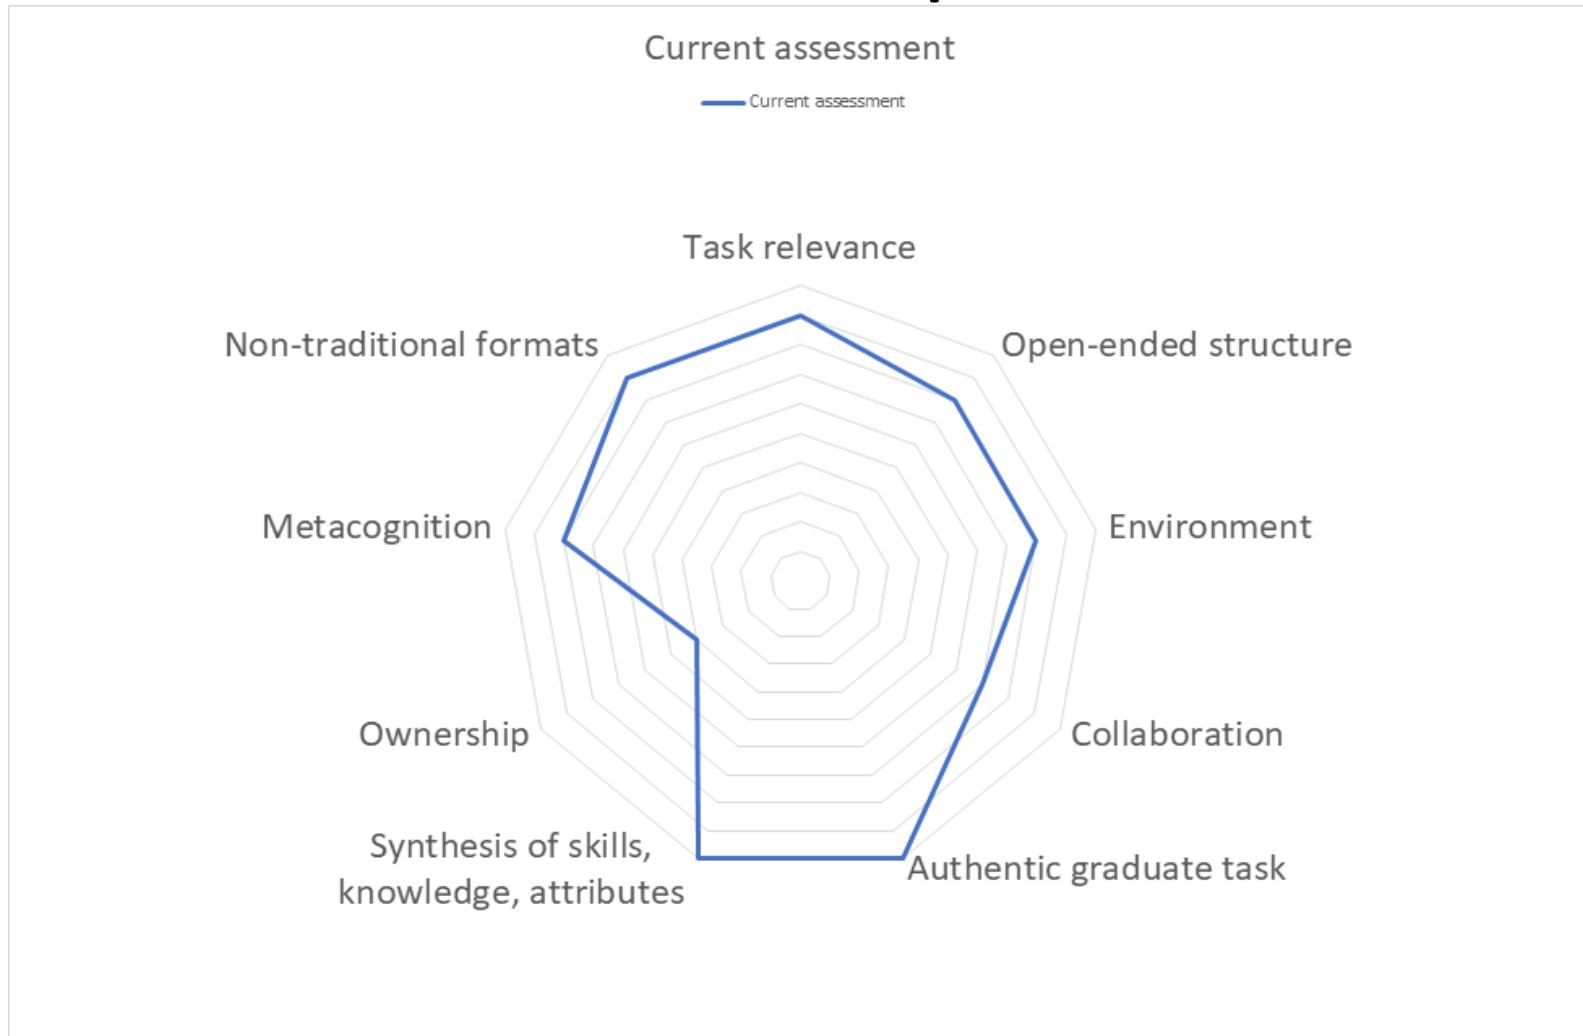 Current assessment
Current assessment
Task relevance
Non-traditional formats
Open-ended structure
Metacognition
Environment
Ownership
Collaboration
Synthesis of skills,
knowledge, attributes
Authentic graduate task